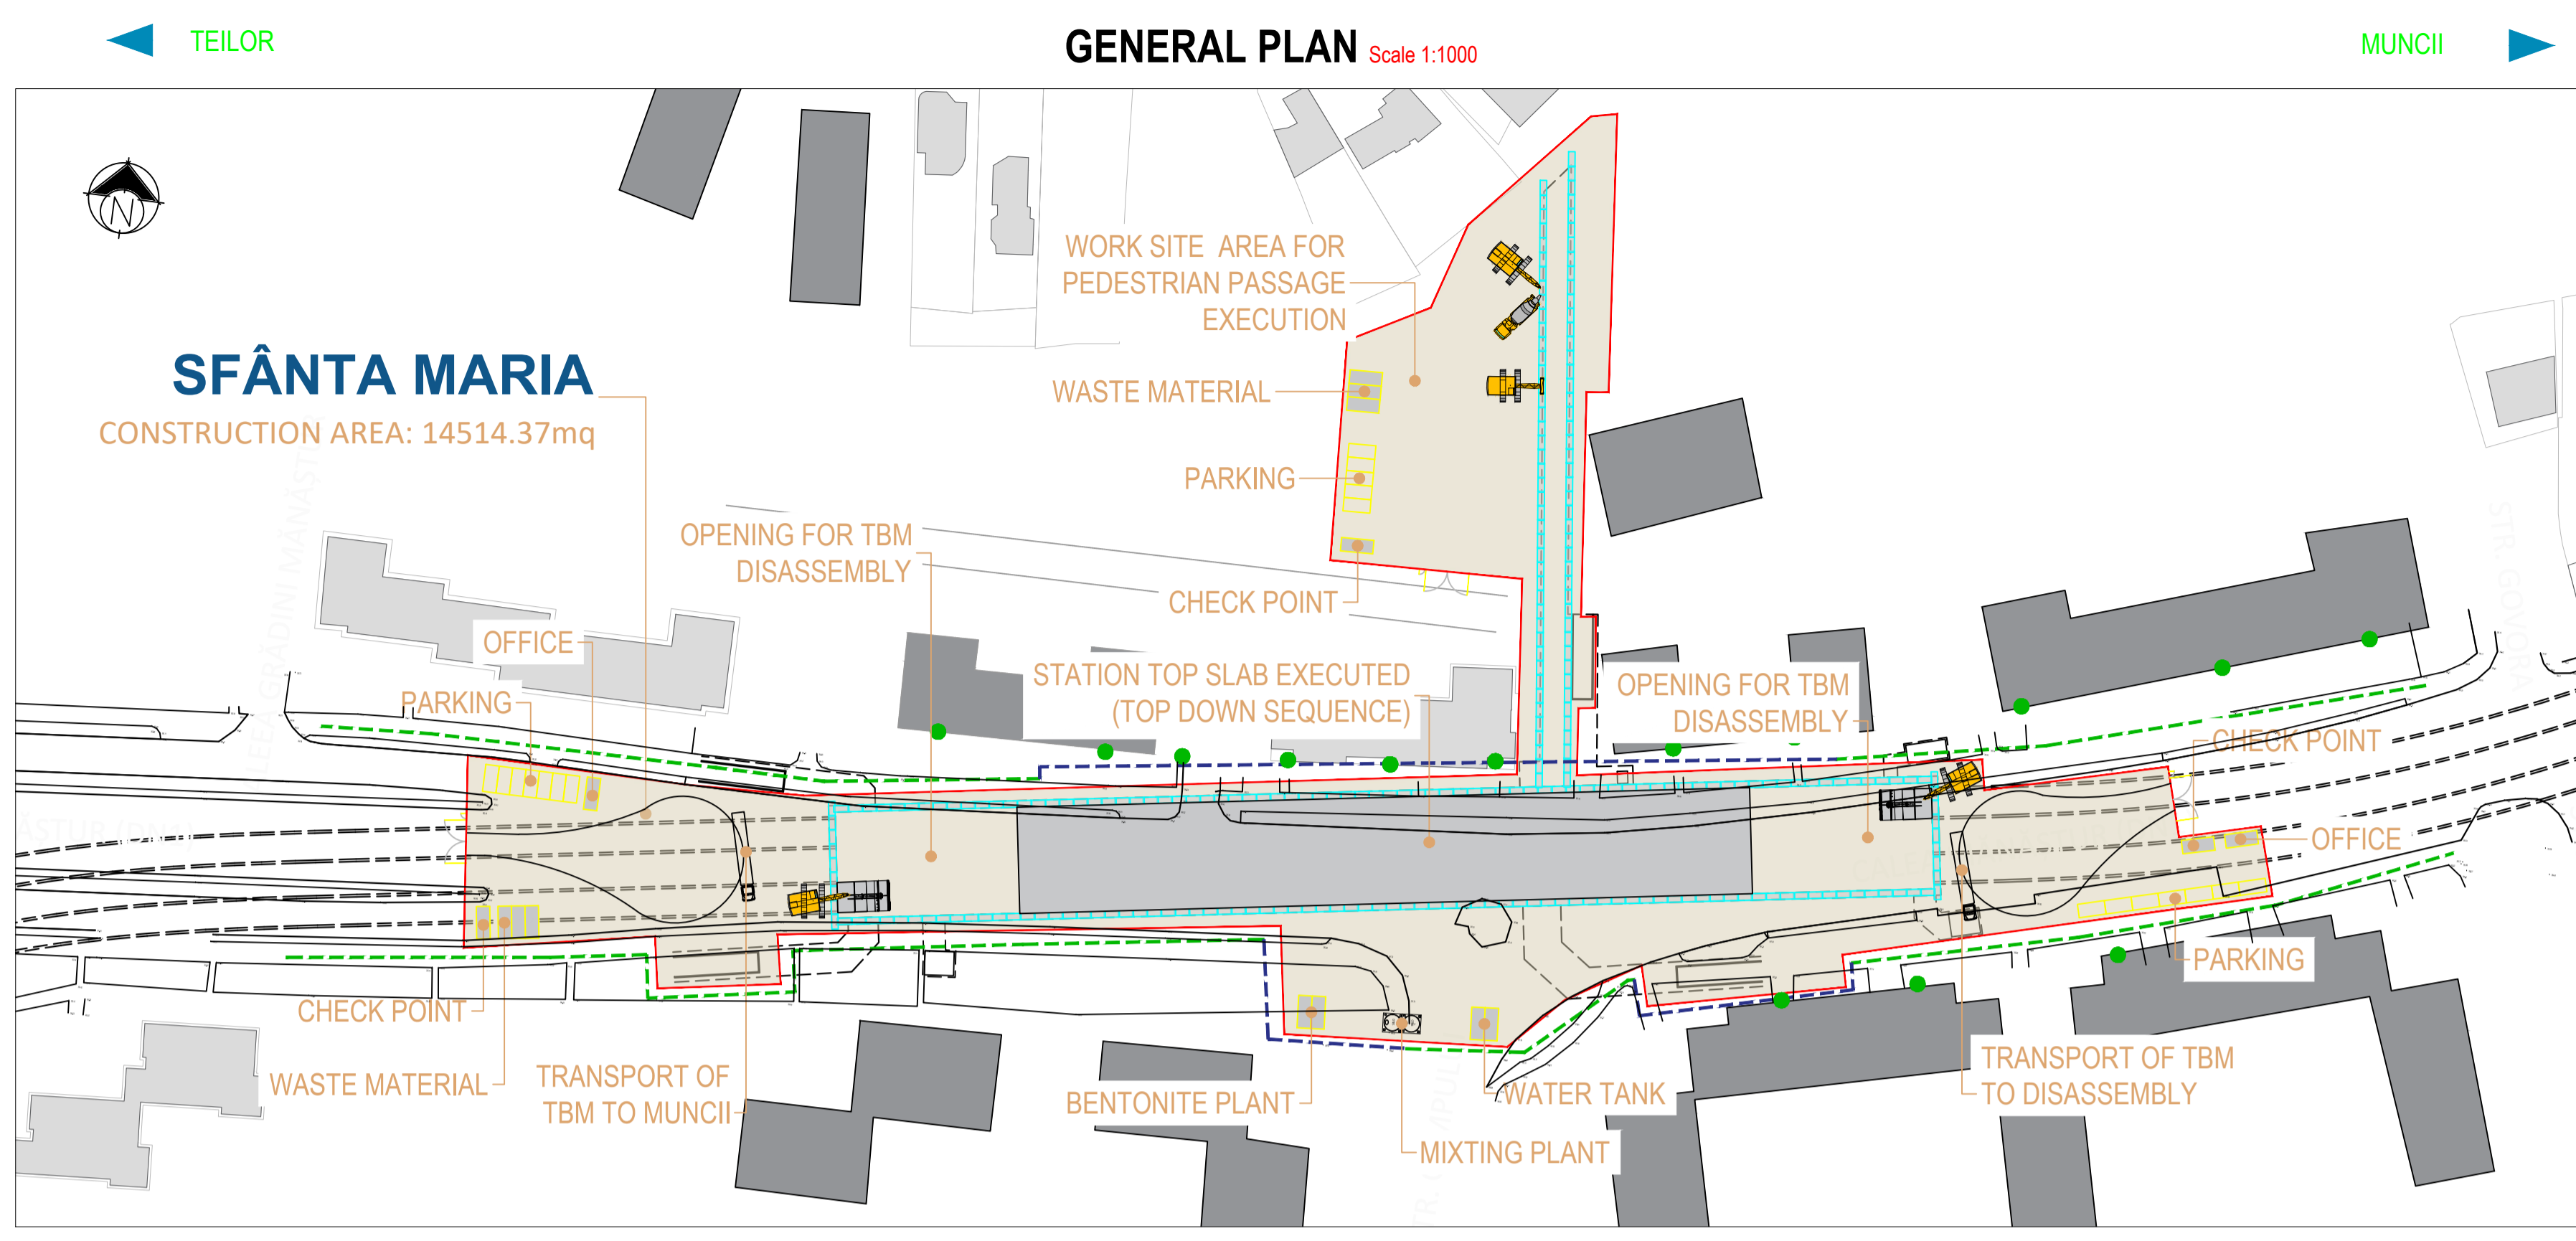 TEILOR
GENERAL PLAN Scale 1:1000
MUNCII
N
WORK SITE AREA FOR
PEDESTRIAN PASSAGE
EXECUTION
SFÂNTA MARIA
CONSTRUCTION AREA: 14514.37mq
WASTE MATERIAL
PARKING
OPENING FOR TBM
DISASSEMBLY
CHECK POINT
STR. GOVORA
OFFICE
PARKING
STATION TOP SLAB EXECUTED
(TOP DOWN SEQUENCE)
OPENING FOR TBM
DISASSEMBLY
CHECK POINT
OFFICE
PARKING
CHECK POINT
WASTE MATERIAL
TRANSPORT OF
TBM TO MUNCII
BENTONITE PLANT
WATER TANK
MIXTING PLANT
TRANSPORT OF TBM
TO DISASSEMBLY